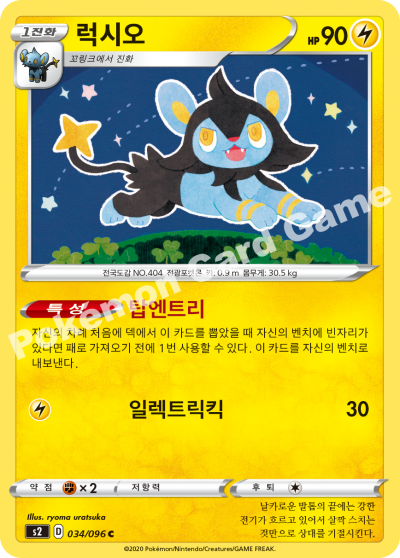 1진화
럭시오
HP 90
꼬링크에서 진화
전국도감 NO.404 전광포켓몬 키: 0.9 m 몸무게: 30.5 kg
Pokémon Card Game
특성 탑엔트리
자신의 차례 처음에 덱에서 이 카드를 뽑았을 때 자신의 벤치에 빈자리가
있다면 패로 가져오기 전에 1번 사용할 수 있다. 이 카드를 자신의 벤치로
내보낸다.
일렉트릭킥 30
약점 ×2 저항력 후퇴
Illus. ryoma uratsuka
s2 D 034/096 C
날카로운 발톱의 끝에는 강한
전기가 흐르고 있어서 살짝 스치는
것만으로 상대를 기절시킨다.
©2020 Pokémon/Nintendo/Creatures/GAME FREAK.